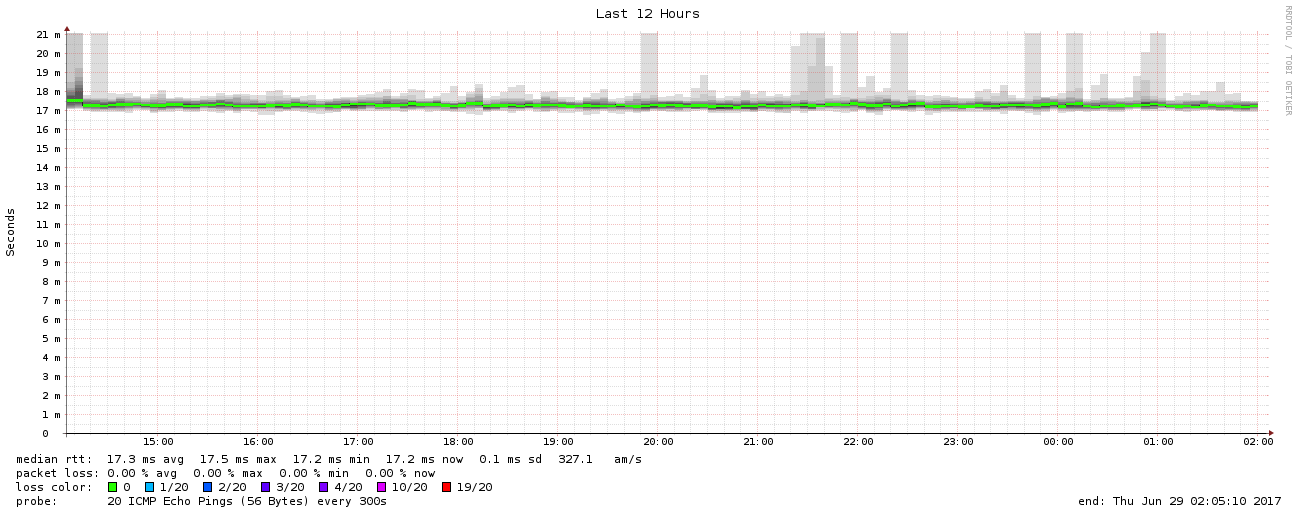 Last 12 Hours
RRDTOOL / TOBI OETIKER
Seconds
21 m
20 m
19 m
18 m
17 m
16 m
15 m
14 m
13 m
12 m
11 m
10 m
9 m
8 m
7 m
6 m
5 m
4 m
3 m
2 m
1 m
0
15:00 16:00 17:00 18:00 19:00 20:00 21:00 22:00 23:00 00:00 01:00 02:00
median rtt: 17.3 ms avg 17.5 ms max 17.2 ms min 17.2 ms now 0.1 ms sd 327.1 am/s
packet loss: 0.00 % avg 0.00 % max 0.00 % min 0.00 % now
loss color: 0 1/20 2/20 3/20 4/20 10/20 19/20
probe: 20 ICMP Echo Pings (56 Bytes) every 300s end: Thu Jun 29 02:05:10 2017